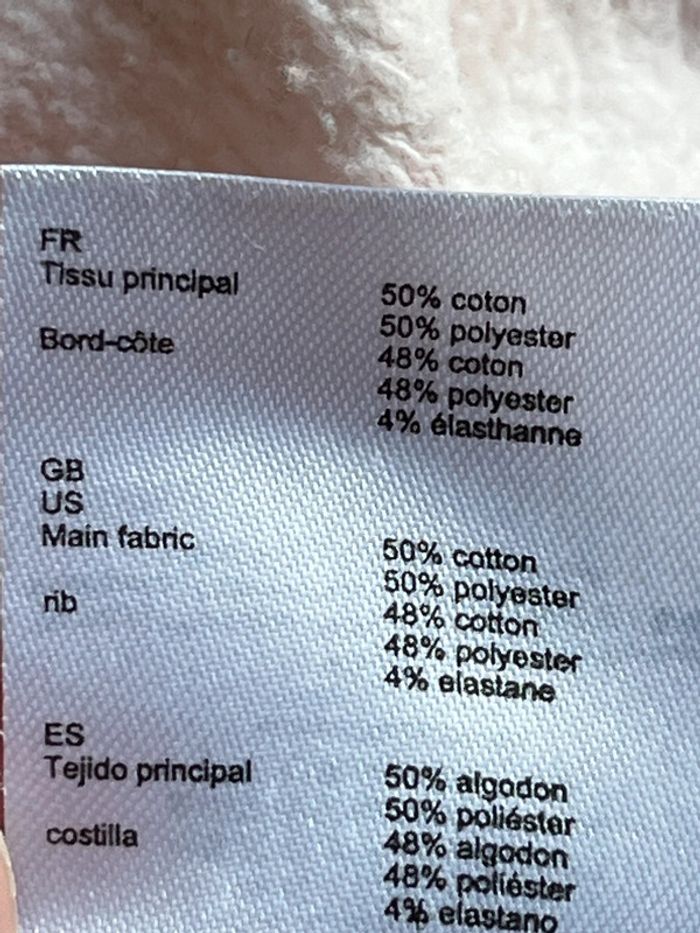 FR
Tissu principal
50% coton
50% polyester
Bord-côte
48% coton
48% polyester
4% élasthanne
GB
US
Main fabric
50% cotton
50% polyester
rib
48% cotton
48% polyester
4% elastane
ES
Tejido principal
50% algodon
50% poliéster
costilla
48% algodon
48% poliéster
4% elastano